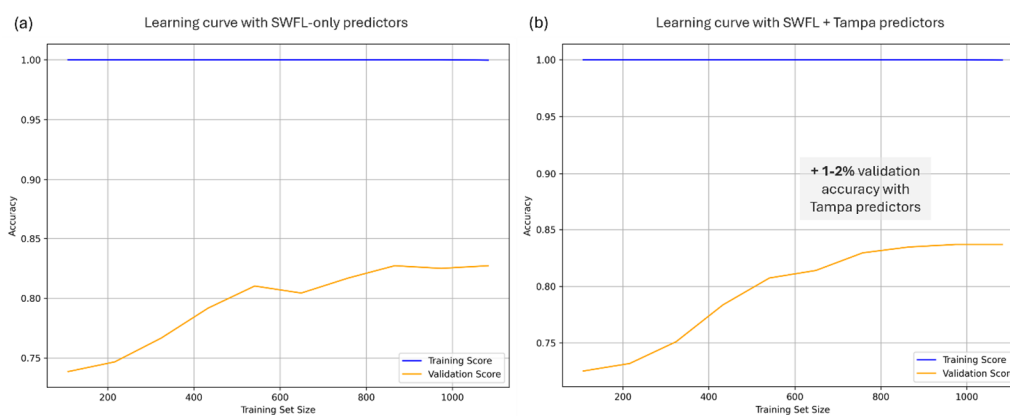 (a)
Learning curve with SWFL-only predictors
1.00
0.95
0.90
0.85
0.80
0.75
Accuracy
200
400
600
800
1000
Training Set Size
Training Score
Validation Score
(b)
Learning curve with SWFL + Tampa predictors
1.00
0.95
0.90
0.85
0.80
0.75
Accuracy
+ 1-2% validation
accuracy with
Tampa predictors
200
400
600
800
1000
Training Set Size
Training Score
Validation Score